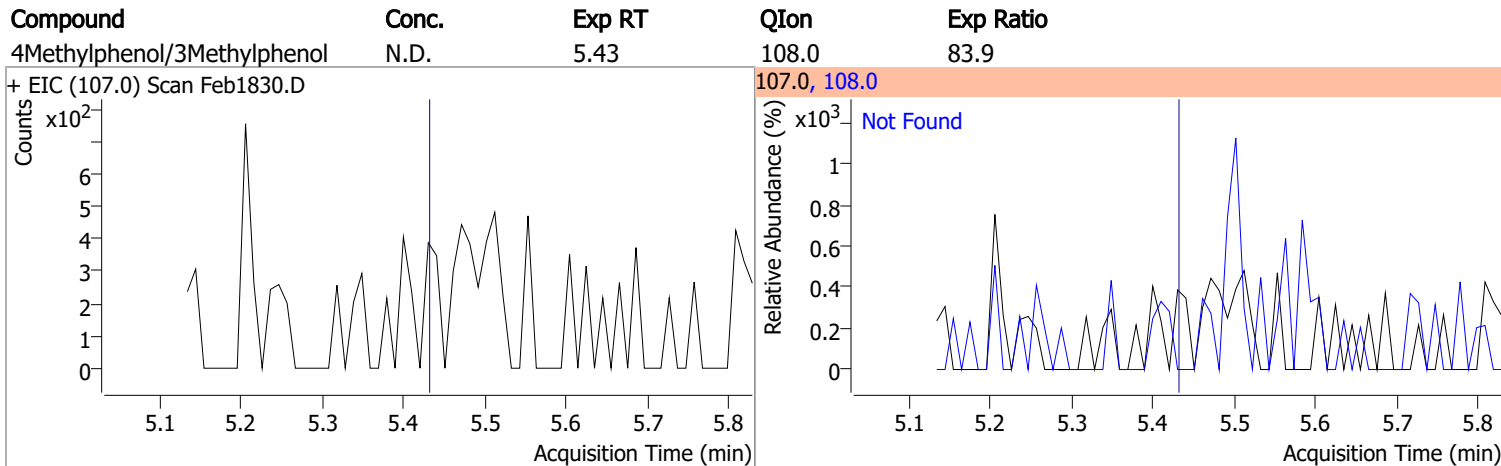 Compound Conc. Exp RT QIon Exp Ratio
4Methylphenol/3Methylphenol N.D. 5.43 108.0 83.9
+ EIC (107.0) Scan Feb1830.D
Counts
x10²
6
5
4
3
2
1
0
5.1 5.2 5.3 5.4 5.5 5.6 5.7 5.8
Acquisition Time (min)
107.0, 108.0
Relative Abundance (%)
x10³
Not Found
1
0.8
0.6
0.4
0.2
0
5.1 5.2 5.3 5.4 5.5 5.6 5.7 5.8
Acquisition Time (min)